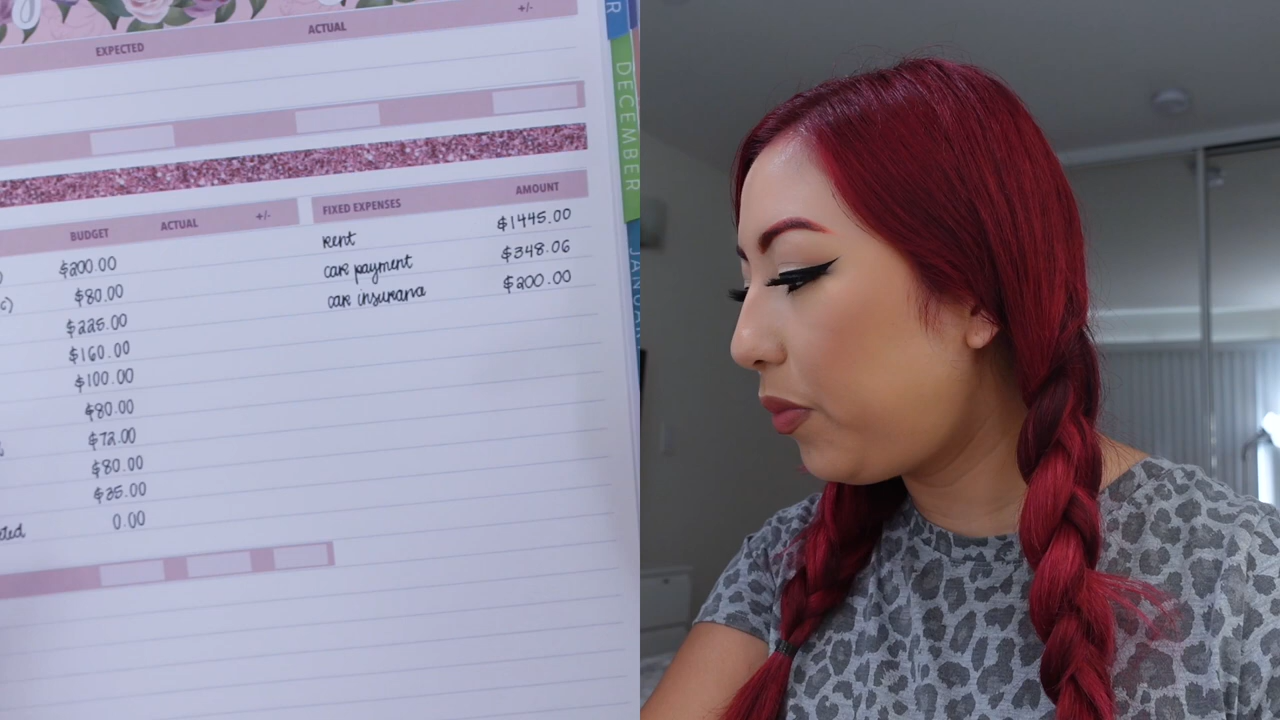 EXPECTED ACTUAL +/-
BUDGET ACTUAL +/-
$200.00
$80.00
$225.00
$160.00
$100.00
$80.00
$72.00
$80.00
$35.00
0.00
FIXED EXPENSES AMOUNT
rent $1445.00
car payment $348.06
car insurance $200.00
R
DECEMBER
JANUARY